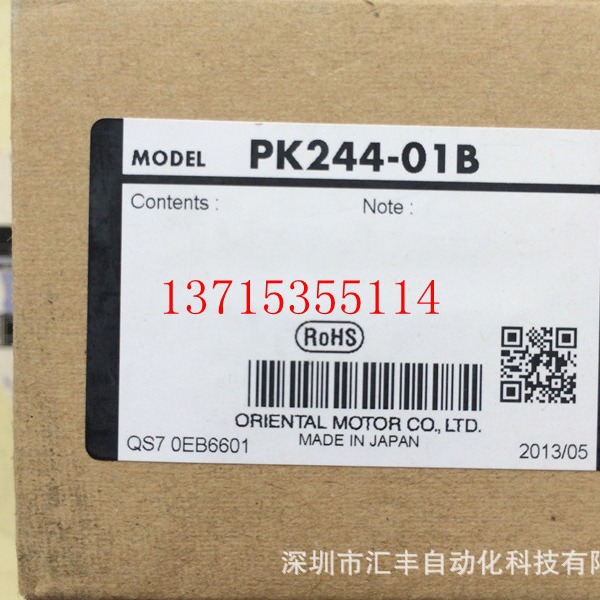 MODEL PK244-01B
Contents : Note :
13715355114
RoHS
ORIENTAL MOTOR CO., LTD.
QS7 0EB6601 MADE IN JAPAN 2013/05
深圳市汇丰自动化科技有